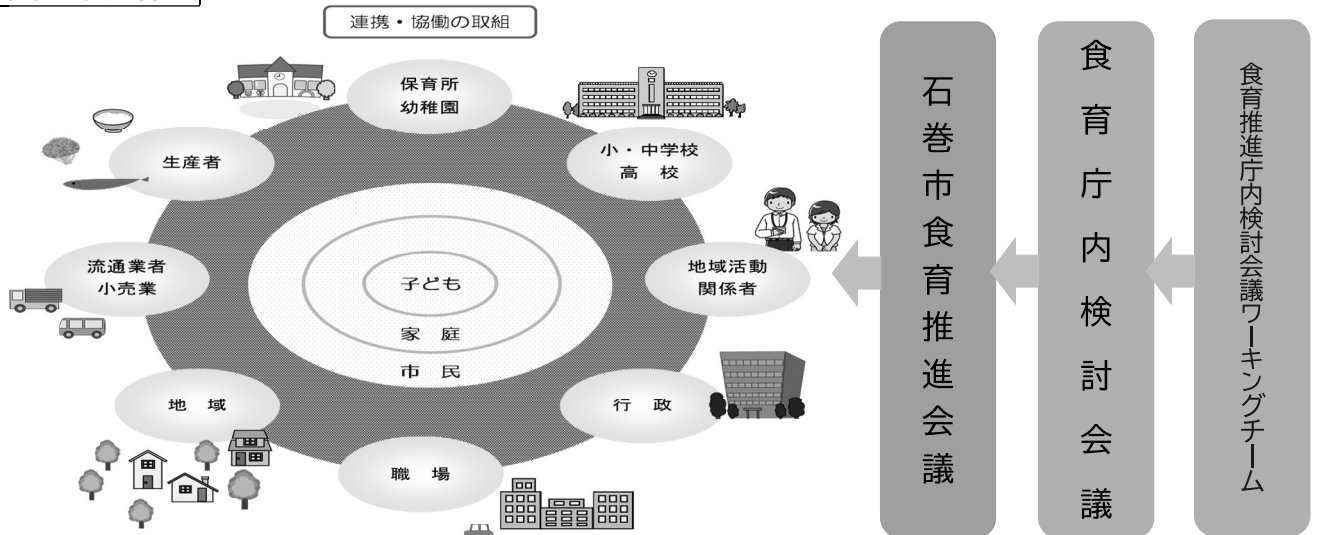 連携・協働の取組
保育所
幼稚園
小・中学校
高 校
生産者
地域活動
関係者
流通業者
小売業
子ども
家 庭
市 民
地 域
行 政
職 場
石巻市食育推進会議
食育庁内検討会議
食育推進庁内検討会議ワーキングチーム